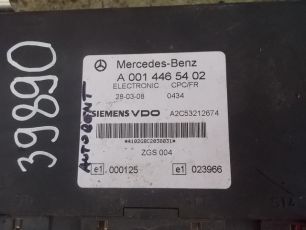 39890
Mercedes-Benz
A 001 446 54 02
ELECTRONIC CPC/FR
28-03-08 0434
SIEMENS VDO A2C53212674
AUTORENT
ZGS 004
e1 000125 e1 023966